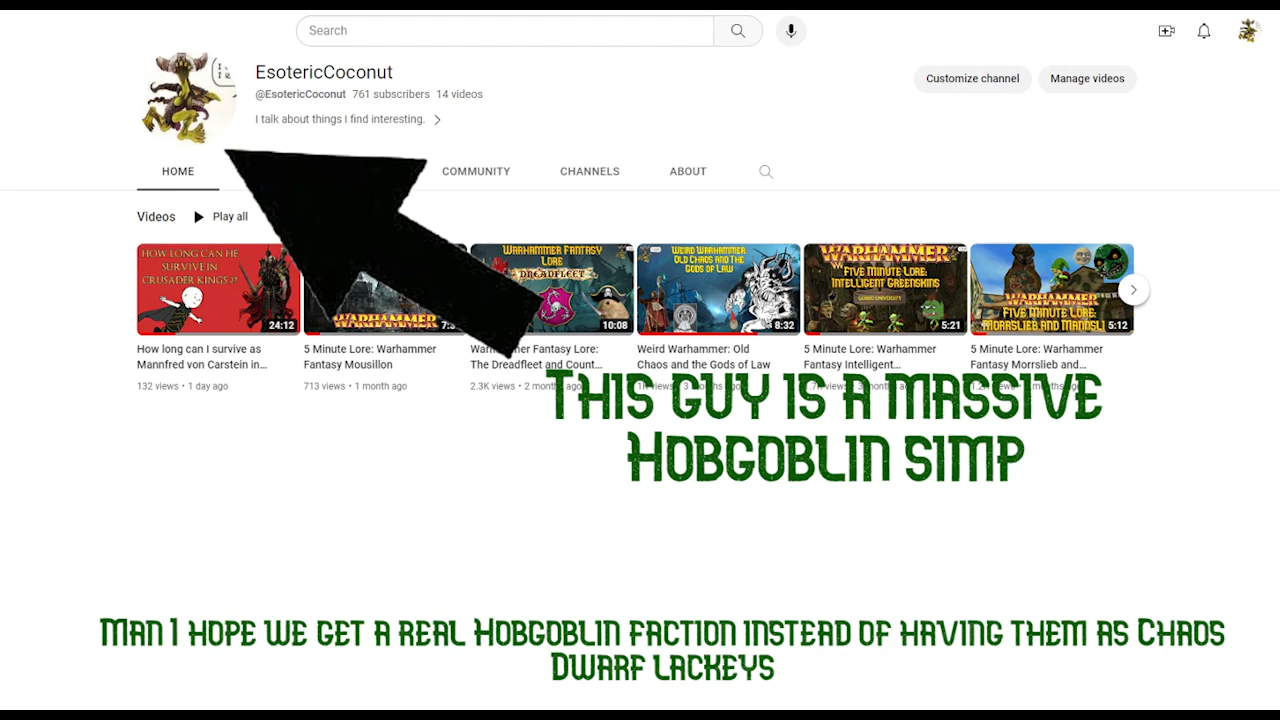 Search
EsotericCoconut
@EsotericCoconut 761 subscribers 14 videos
I talk about things I find interesting.
Customize channel
Manage videos
HOME
COMMUNITY
CHANNELS
ABOUT
Videos
Play all
HOW LONG CAN HE
SURVIVE IN
CRUSADER KINGS ??
24:12
WARHAMMER
WARHAMMER FANTASY
LORE
DREADFLEET
10:08
WEIRD WARHAMMER
OLD CHAOS AND THE
GODS OF LAW
8:32
WARHAMMER
FIVE MINUTE LORE:
INTELLIGENT GREENSKINS
5:21
WARHAMMER
FIVE MINUTE LORE:
MORRSLIEB AND MANNSLI
5:12
How long can I survive as
Mannfred von Carstein in...
132 views • 1 day ago
5 Minute Lore: Warhammer
Fantasy Mousillon
713 views • 1 month ago
Fantasy Lore:
The Dreadfleet and Count...
2.3K views • 2
Weird Warhammer: Old
Chaos and the Gods of Law
5 Minute Lore: Warhammer
Fantasy Intelligent...
5 Minute Lore: Warhammer
Fantasy Morrslieb and...
THIS GUY IS A MASSIVE
HOBGOBLIN SIMP
MAN I HOPE WE GET A REAL HOBGOBLIN FACTION INSTEAD OF HAVING THEM AS CHAOS
DWARF LACKEYS